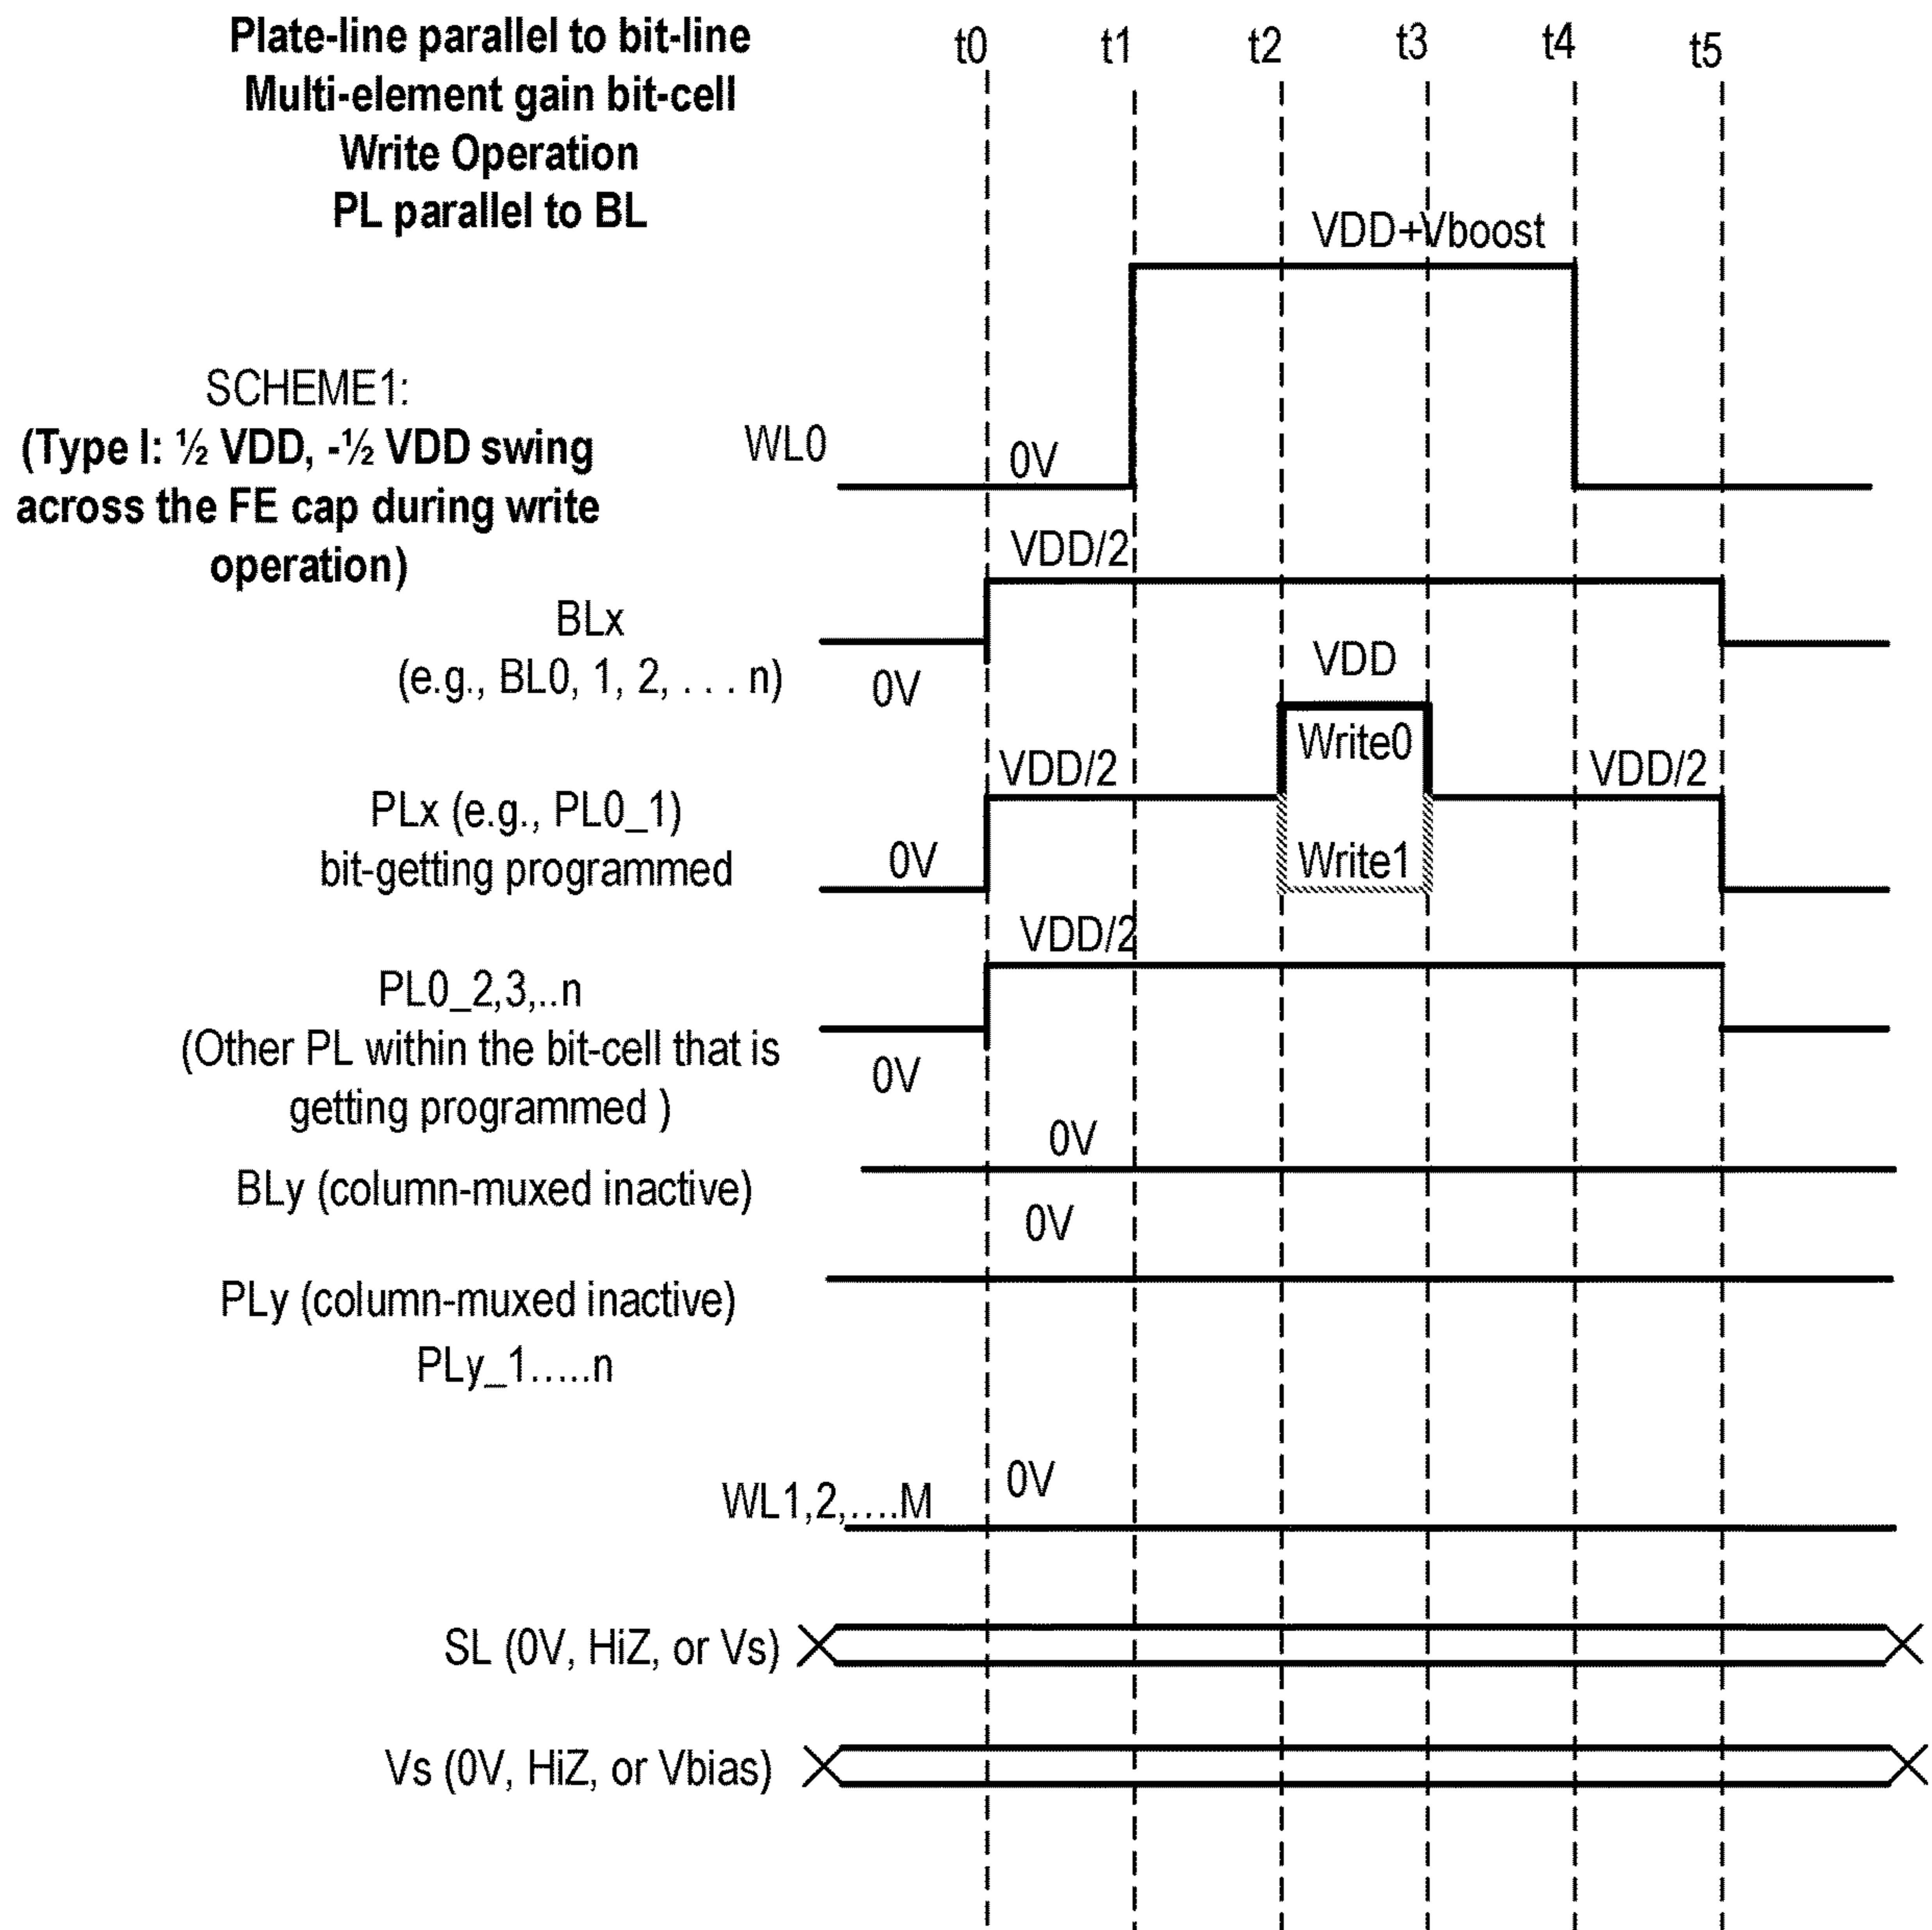 Plate-line parallel to bit-line
Multi-element gain bit-cell
Write Operation
PL parallel to BL
t0 t1 t2 t3 t4 t5
VDD+Vboost
SCHEME1:
(Type I: ½ VDD, -½ VDD swing
across the FE cap during write
operation)
WL0
0V
VDD/2
BLx
(e.g., BL0, 1, 2, . . . n)
0V
VDD
Write0
VDD/2
VDD/2
PLx (e.g., PL0_1)
bit-getting programmed
0V
Write1
VDD/2
PL0_2,3,..n
(Other PL within the bit-cell that is
getting programmed )
0V
0V
BLy (column-muxed inactive)
0V
PLy (column-muxed inactive)
PLy_1.....n
0V
WL1,2,....M
SL (0V, HiZ, or Vs)
Vs (0V, HiZ, or Vbias)